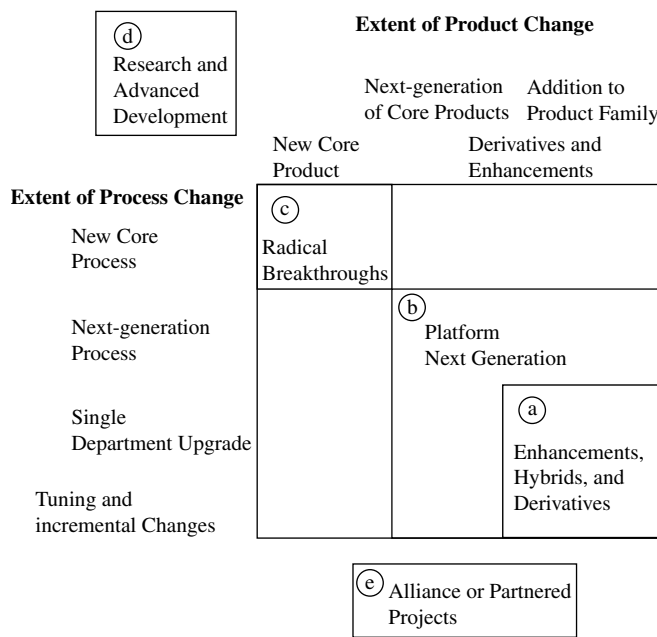 d
Research and
Advanced
Development
Extent of Product Change
Next-generation
of Core Products
Addition to
Product Family
New Core
Product
Derivatives and
Enhancements
Extent of Process Change
New Core
Process
Next-generation
Process
Single
Department Upgrade
Tuning and
incremental Changes
c
Radical
Breakthroughs
b
Platform
Next Generation
a
Enhancements,
Hybrids, and
Derivatives
e
Alliance or Partnered
Projects